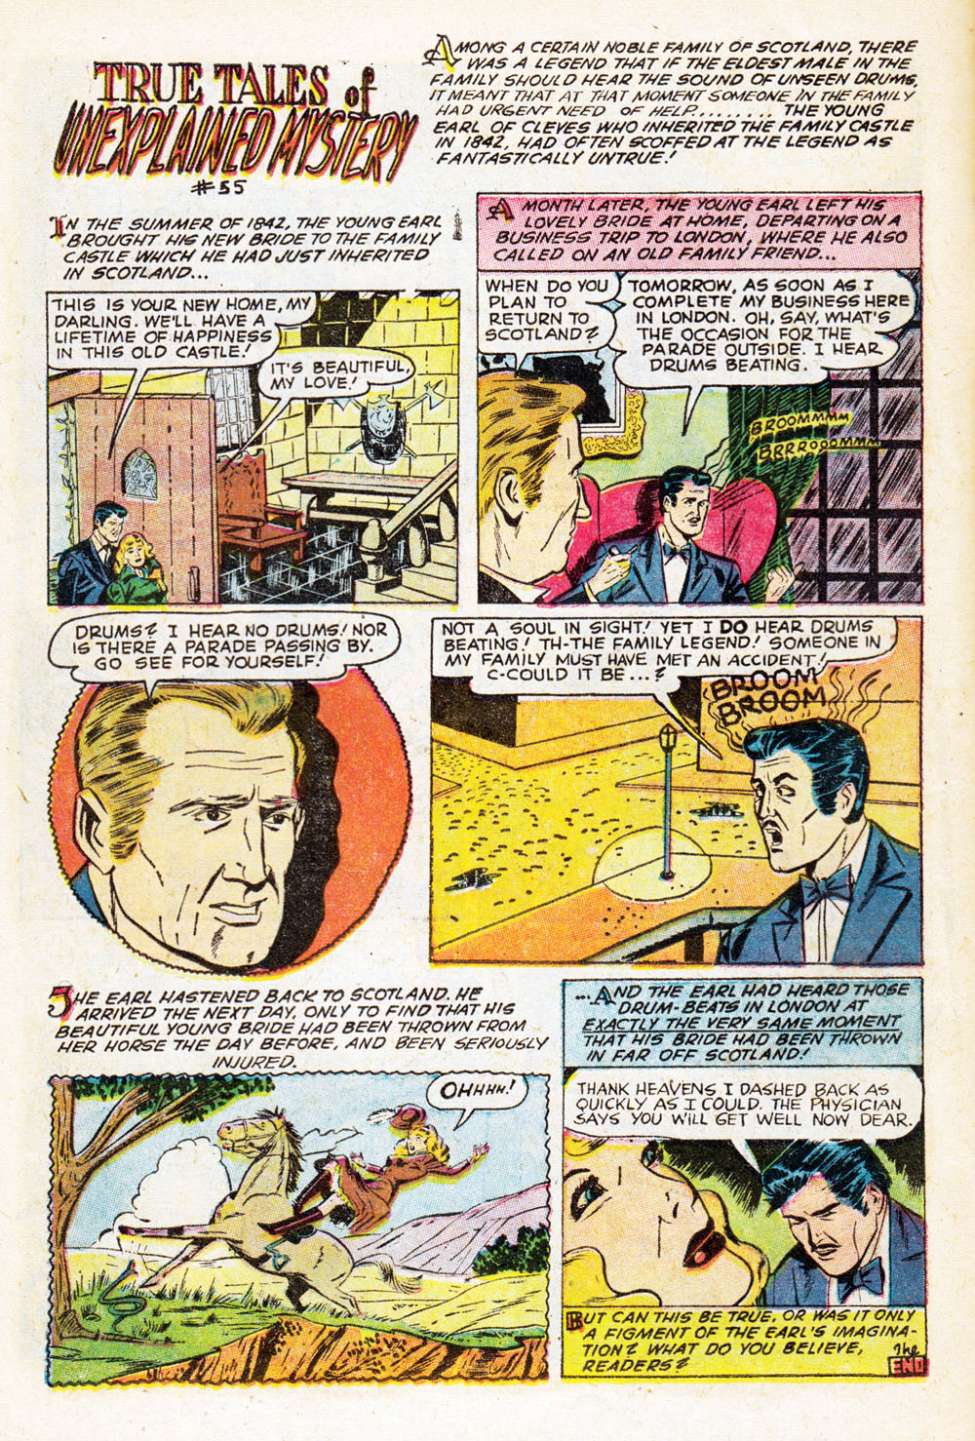 TRUE TALES of
UNEXPLAINED MYSTERY
#55
AMONG A CERTAIN NOBLE FAMILY OF SCOTLAND, THERE
WAS A LEGEND THAT IF THE ELDEST MALE IN THE
FAMILY SHOULD HEAR THE SOUND OF UNSEEN DRUMS,
IT MEANT THAT AT THAT MOMENT SOMEONE IN THE FAMILY
HAD URGENT NEED OF HELP........ THE YOUNG
EARL OF CLEVES WHO INHERITED THE FAMILY CASTLE
IN 1842, HAD OFTEN SCOFFED AT THE LEGEND AS
FANTASTICALLY UNTRUE!
IN THE SUMMER OF 1842, THE YOUNG EARL
BROUGHT HIS NEW BRIDE TO THE FAMILY
CASTLE WHICH HE HAD JUST INHERITED
IN SCOTLAND...
THIS IS YOUR NEW HOME, MY
DARLING. WE'LL HAVE A
LIFETIME OF HAPPINESS
IN THIS OLD CASTLE!
IT'S BEAUTIFUL,
MY LOVE!
A MONTH LATER, THE YOUNG EARL LEFT HIS
LOVELY BRIDE AT HOME, DEPARTING ON A
BUSINESS TRIP TO LONDON, WHERE HE ALSO
CALLED ON AN OLD FAMILY FRIEND...
WHEN DO YOU
PLAN TO
RETURN TO
SCOTLAND?
TOMORROW, AS SOON AS I
COMPLETE MY BUSINESS HERE
IN LONDON. OH, SAY, WHAT'S
THE OCCASION FOR THE
PARADE OUTSIDE. I HEAR
DRUMS BEATING.
BROOMMMM
BRRROOOMMM
DRUMS? I HEAR NO DRUMS! NOR
IS THERE A PARADE PASSING BY.
GO SEE FOR YOURSELF!
NOT A SOUL IN SIGHT! YET I DO HEAR DRUMS
BEATING! TH-THE FAMILY LEGEND! SOMEONE IN
MY FAMILY MUST HAVE MET AN ACCIDENT!
C-COULD IT BE...?
BROOM
BROOM
THE EARL HASTENED BACK TO SCOTLAND. HE
ARRIVED THE NEXT DAY, ONLY TO FIND THAT HIS
BEAUTIFUL YOUNG BRIDE HAD BEEN THROWN FROM
HER HORSE THE DAY BEFORE, AND BEEN SERIOUSLY
INJURED.
OHHHH!
...AND THE EARL HAD HEARD THOSE
DRUM-BEATS IN LONDON AT
EXACTLY THE VERY SAME MOMENT
THAT HIS BRIDE HAD BEEN THROWN
IN FAR OFF SCOTLAND!
THANK HEAVENS I DASHED BACK AS
QUICKLY AS I COULD. THE PHYSICIAN
SAYS YOU WILL GET WELL NOW DEAR.
BUT CAN THIS BE TRUE, OR WAS IT ONLY
A FIGMENT OF THE EARL'S IMAGINA-
TION? WHAT DO YOU BELIEVE,
READERS?
The
END